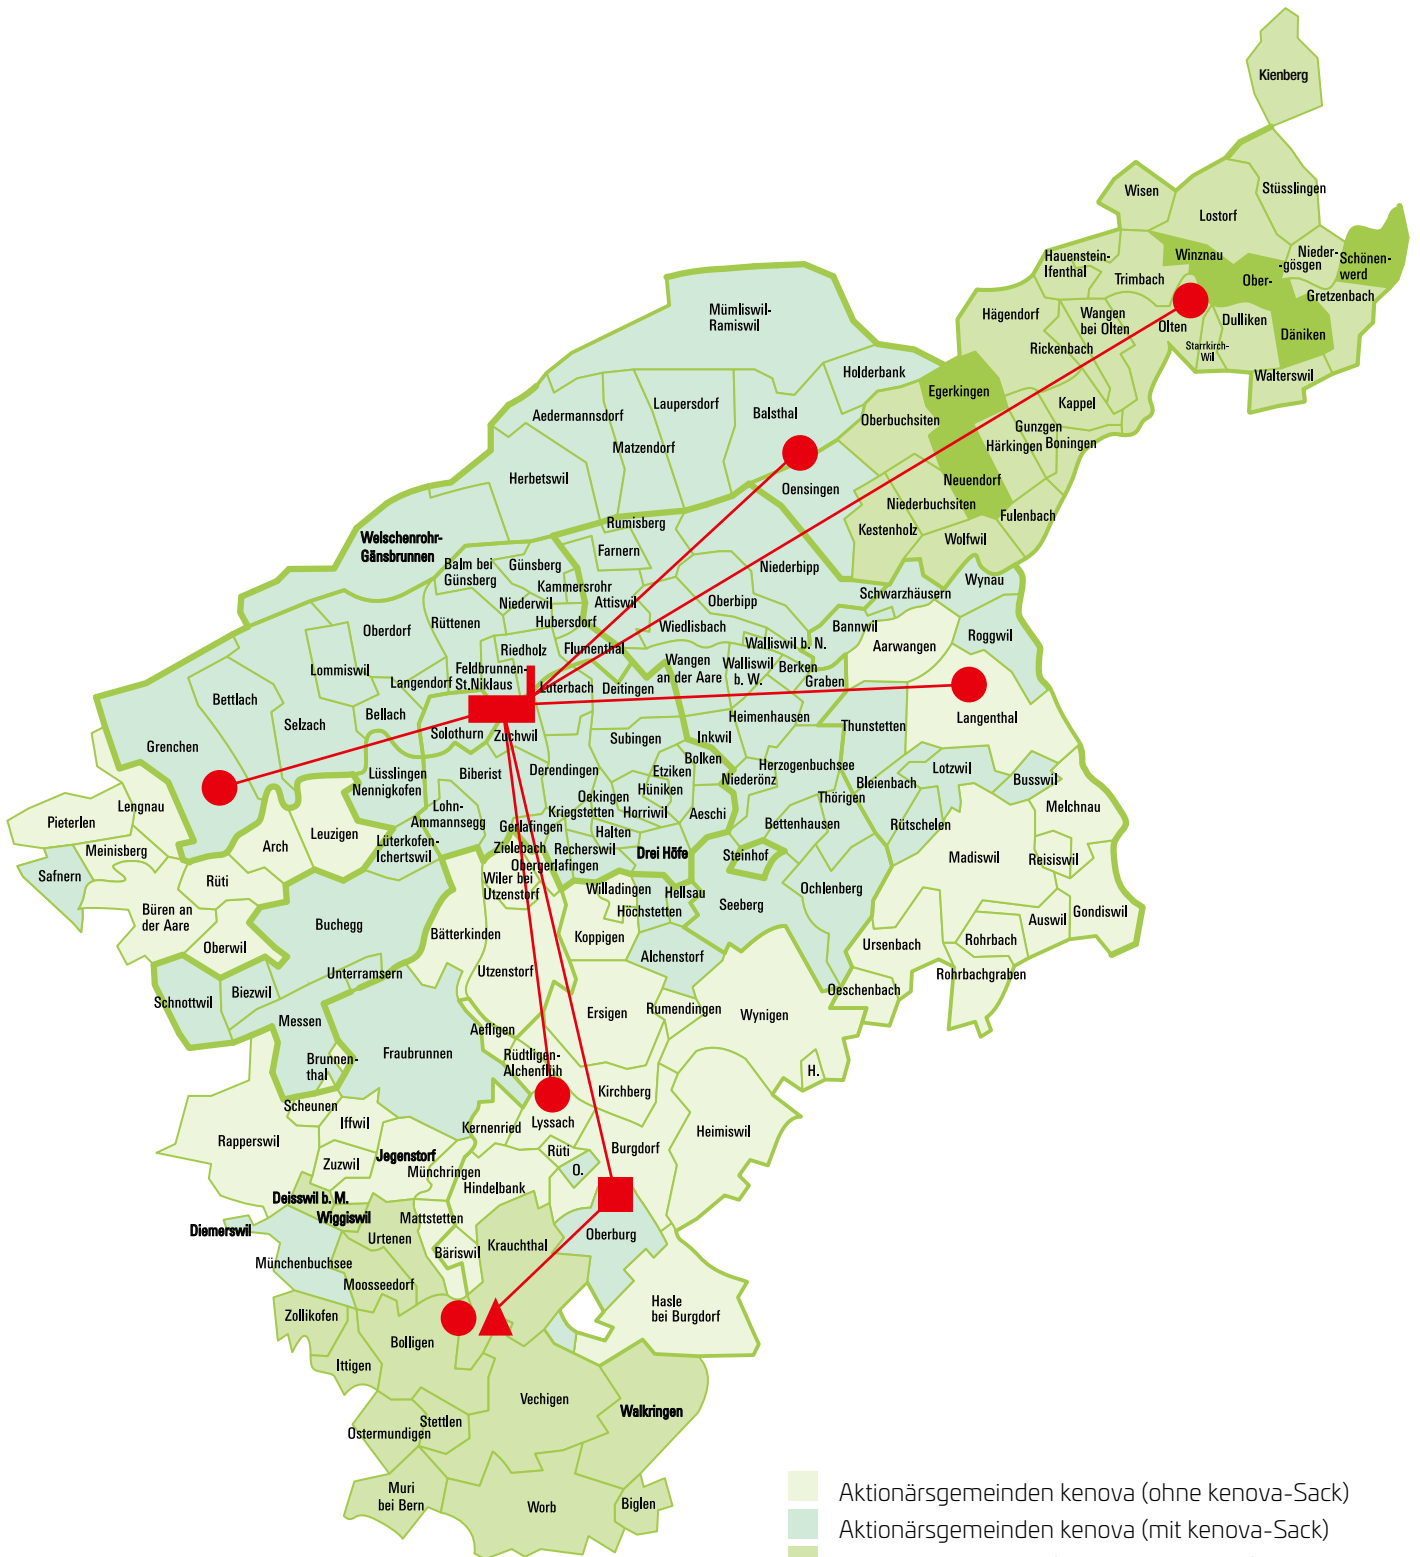 Kienberg
Stüsslingen
Wisen
Lostorf
Hauenstein-
Ifenthal
Winznau
Nieder-
-gösgen
Schönen-
werd
Trimbach
Ober-
Gretzenbach
Mümliswil-
Ramiswil
Hägendorf
Wangen
bei Olten
Olten
Dulliken
Däniken
Rickenbach
Starrkirch-
Wil
Walterswil
Holderbank
Egerkingen
Laupersdorf
Kappel
Aedermannsdorf
Balsthal
Oberbuchsiten
Gunzgen
Matzendorf
Härkingen
Boningen
Herbetswil
Neuendorf
Oensingen
Niederbuchsiten
Fulenbach
Rumisberg
Kestenholz
Welschenrohr-
Gänsbrunnen
Wolfwil
Farnern
Balm bei
Günsberg
Günsberg
Niederbipp
Kammersrohr
Wynau
Schwarzhäusern
Niederwil
Attiswil
Oberbipp
Rüttenen
Hubersdorf
Oberdorf
Wiedlisbach
Bannwil
Roggwil
Riedholz
Flumenthal
Walliswil b. N.
Aarwangen
Lommiswil
Feldbrunnen-
St.Niklaus
Wangen
an der Aare
Walliswil
b. W.
Berken
Langendorf
Luterbach
Deitingen
Graben
Bettlach
Bellach
Heimenhausen
Langenthal
Selzach
Solothurn
Zuchwil
Subingen
Inkwil
Thunstetten
Grenchen
Bolken
Herzogenbuchsee
Lüsslingen
Nennigkofen
Biberist
Derendingen
Etziken
Niederönz
Bleienbach
Lotzwil
Busswil
Hüniken
Oekingen
Thörigen
Lengnau
Lohn-
Ammannsegg
Kriegstetten
Horriwil
Aeschi
Melchnau
Pieterlen
Leuzigen
Gerlafingen
Halten
Bettenhausen
Rütschelen
Meinisberg
Arch
Lüterkofen-
Ichertswil
Zielebach
Recherswil
Drei Höfe
Steinhof
Madiswil
Reisiswil
Obergerlafingen
Safnern
Rüti
Wiler bei
Utzenstorf
Willadingen
Hellsau
Ochlenberg
Büren an
der Aare
Höchstetten
Seeberg
Gondiswil
Buchegg
Auswil
Bätterkinden
Koppigen
Oberwil
Ursenbach
Rohrbach
Alchenstorf
Unterramsern
Utzenstorf
Rohrbachgraben
Schnottwil
Biezwil
Oeschenbach
Messen
Ersigen
Rumendingen
Wynigen
Aefligen
Brunnen-
thal
Fraubrunnen
Rüdtligen-
Alchenflüh
H.
Kirchberg
Scheunen
Iffwil
Lyssach
Kernenried
Heimiswil
Rapperswil
Jegenstorf
Rüti
Burgdorf
Zuzwil
Münchringen
O.
Hindelbank
Deisswil b. M.
Wiggiswil
Mattstetten
Diemerswil
Urtenen
Krauchthal
Oberburg
Bäriswil
Münchenbuchsee
Moosseedorf
Hasle
bei Burgdorf
Zollikofen
Bolligen
Ittigen
Vechigen
Walkringen
Stettlen
Ostermundigen
Muri
bei Bern
Worb
Biglen
Aktionärsgemeinden kenova (ohne kenova-Sack)
Aktionärsgemeinden kenova (mit kenova-Sack)